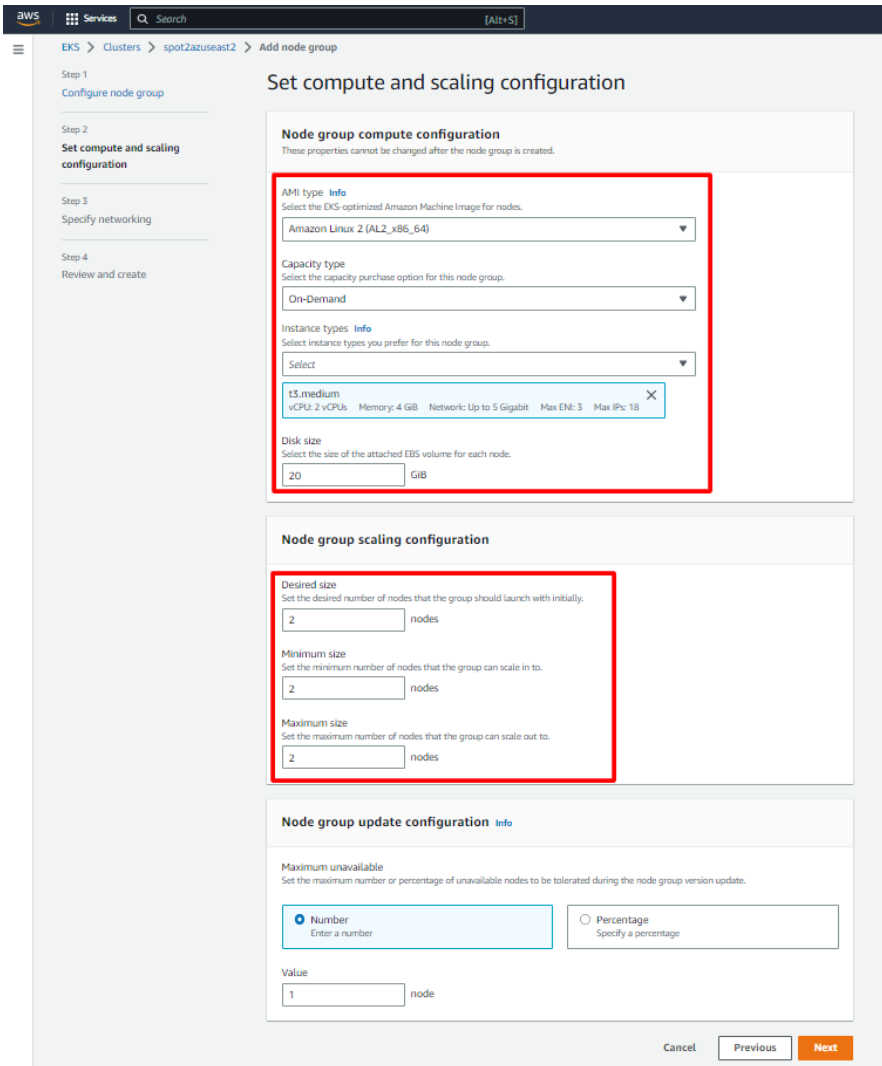 aws Services Search [Alt+S]
EKS > Clusters > spot2azuseast2 > Add node group
Step 1
Configure node group
Step 2
Set compute and scaling
configuration
Step 3
Specify networking
Step 4
Review and create
Set compute and scaling configuration
Node group compute configuration
These properties cannot be changed after the node group is created.
AMI type Info
Select the EKS-optimized Amazon Machine Image for nodes.
Amazon Linux 2 (AL2_x86_64)
Capacity type
Select the capacity purchase option for this node group.
On-Demand
Instance types Info
Select instance types you prefer for this node group.
Select
t3.medium
vCPU: 2 vCPUs Memory: 4 GiB Network: Up to 5 Gigabit Max ENI: 3 Max IPs: 18
Disk size
Select the size of the attached EBS volume for each node.
20 GiB
Node group scaling configuration
Desired size
Set the desired number of nodes that the group should launch with initially.
2 nodes
Minimum size
Set the minimum number of nodes that the group can scale in to.
2 nodes
Maximum size
Set the maximum number of nodes that the group can scale out to.
2 nodes
Node group update configuration Info
Maximum unavailable
Set the maximum number or percentage of unavailable nodes to be tolerated during the node group version update.
Number
Enter a number
Percentage
Specify a percentage
Value
1 node
Cancel Previous Next